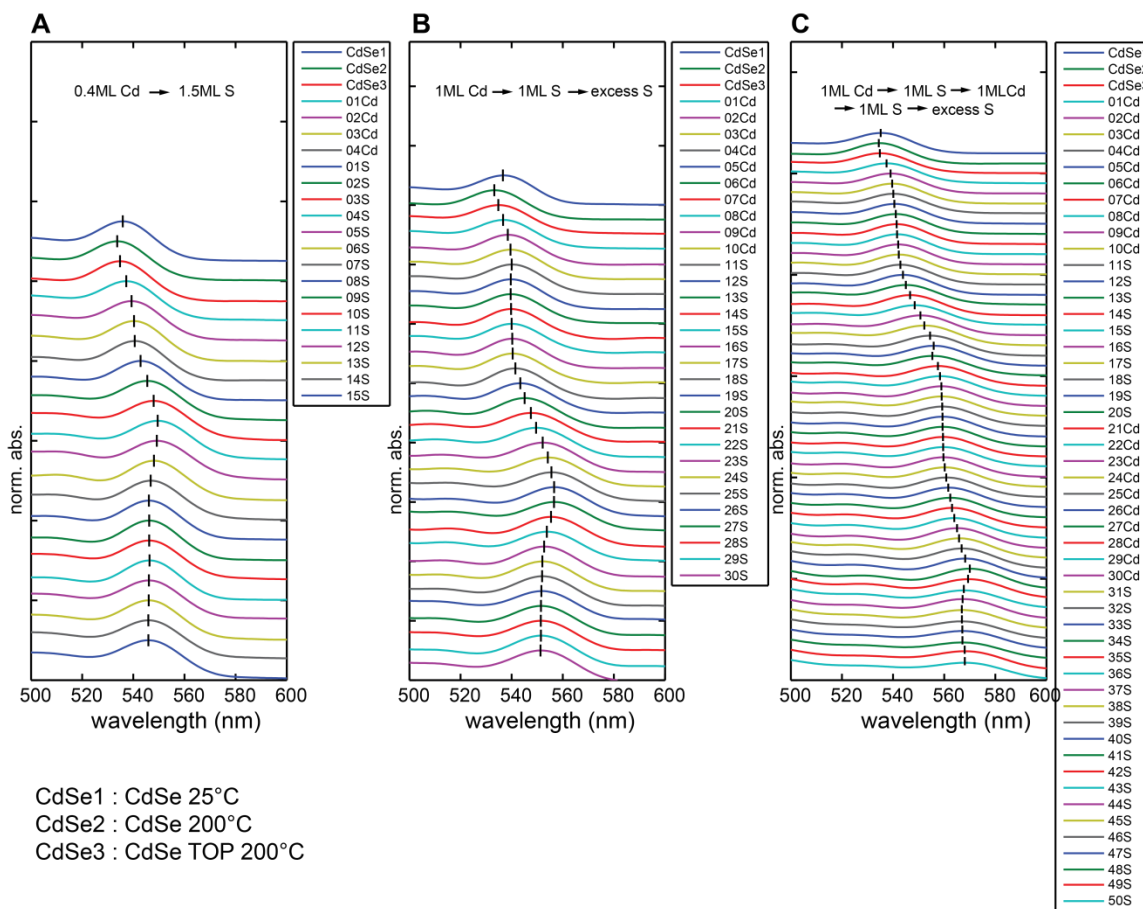 A
0.4ML Cd → 1.5ML S
norm. abs.
500 520 540 560 580 600
wavelength (nm)
CdSe1
CdSe2
CdSe3
01Cd
02Cd
03Cd
04Cd
01S
02S
03S
04S
05S
06S
07S
08S
09S
10S
11S
12S
13S
14S
15S
B
1ML Cd → 1ML S → excess S
norm. abs.
500 520 540 560 580 600
wavelength (nm)
CdSe1
CdSe2
CdSe3
01Cd
02Cd
03Cd
04Cd
05Cd
06Cd
07Cd
08Cd
09Cd
10Cd
11S
12S
13S
14S
15S
16S
17S
18S
19S
20S
21S
22S
23S
24S
25S
26S
27S
28S
29S
30S
C
1ML Cd → 1ML S → 1MLCd
→ 1ML S → excess S
norm. abs.
500 520 540 560 580 600
wavelength (nm)
CdSe
CdSe2
CdSe3
01Cd
02Cd
03Cd
04Cd
05Cd
06Cd
07Cd
08Cd
09Cd
10Cd
11S
12S
13S
14S
15S
16S
17S
18S
19S
20S
21Cd
22Cd
23Cd
24Cd
25Cd
26Cd
27Cd
28Cd
29Cd
30Cd
31S
32S
33S
34S
35S
36S
37S
38S
39S
40S
41S
42S
43S
44S
45S
46S
47S
48S
49S
50S
CdSe1 : CdSe 25°C
CdSe2 : CdSe 200°C
CdSe3 : CdSe TOP 200°C